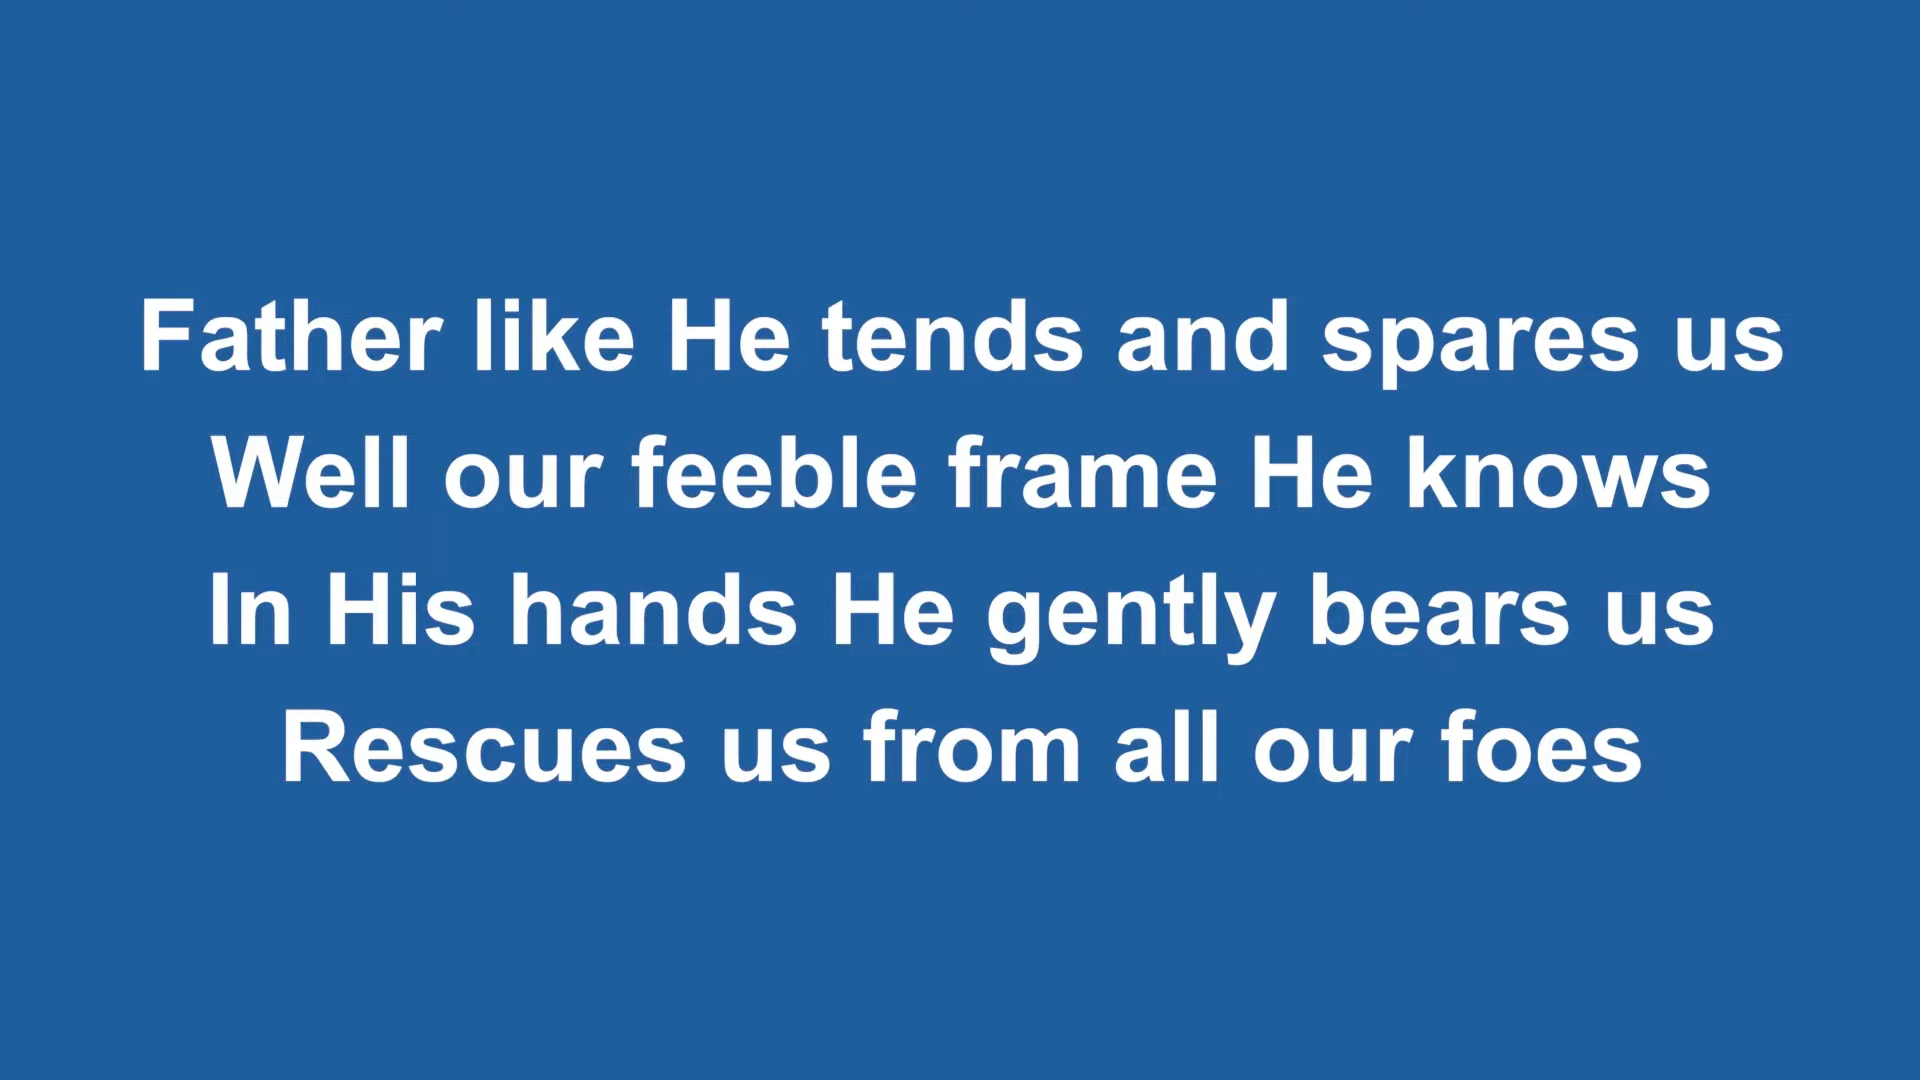 Father like He tends and spares us
Well our feeble frame He knows
In His hands He gently bears us
Rescues us from all our foes